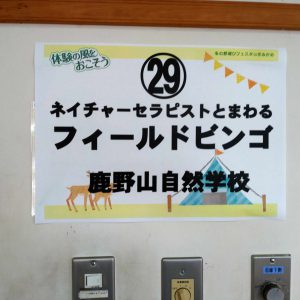 体験の風を
おこそう
㉙
ネイチャーセラピストとまわる
フィールドビンゴ
鹿野山自然学校